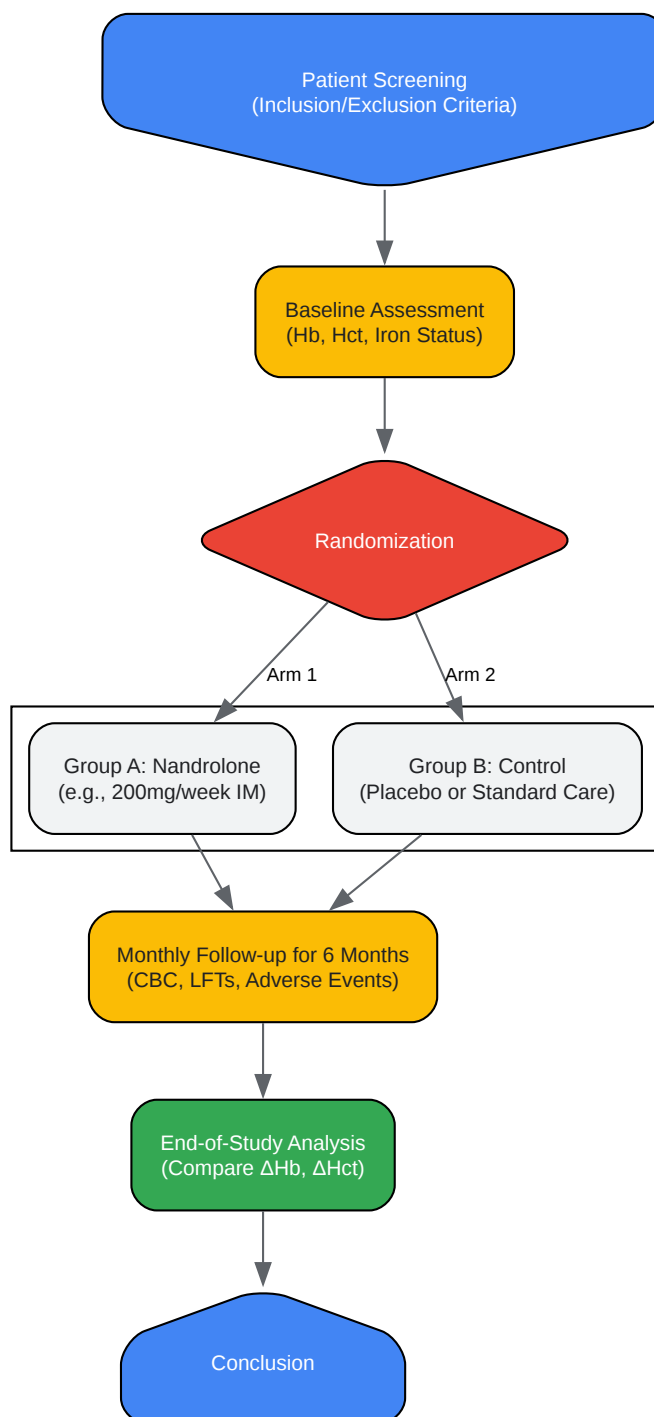 Patient Screening
(Inclusion/Exclusion Criteria)
Baseline Assessment
(Hb, Hct, Iron Status)
Randomization
Arm 1
Arm 2
Group A: Nandrolone
(e.g., 200mg/week IM)
Group B: Control
(Placebo or Standard Care)
Monthly Follow-up for 6 Months
(CBC, LFTs, Adverse Events)
End-of-Study Analysis
(Compare ΔHb, ΔHct)
Conclusion